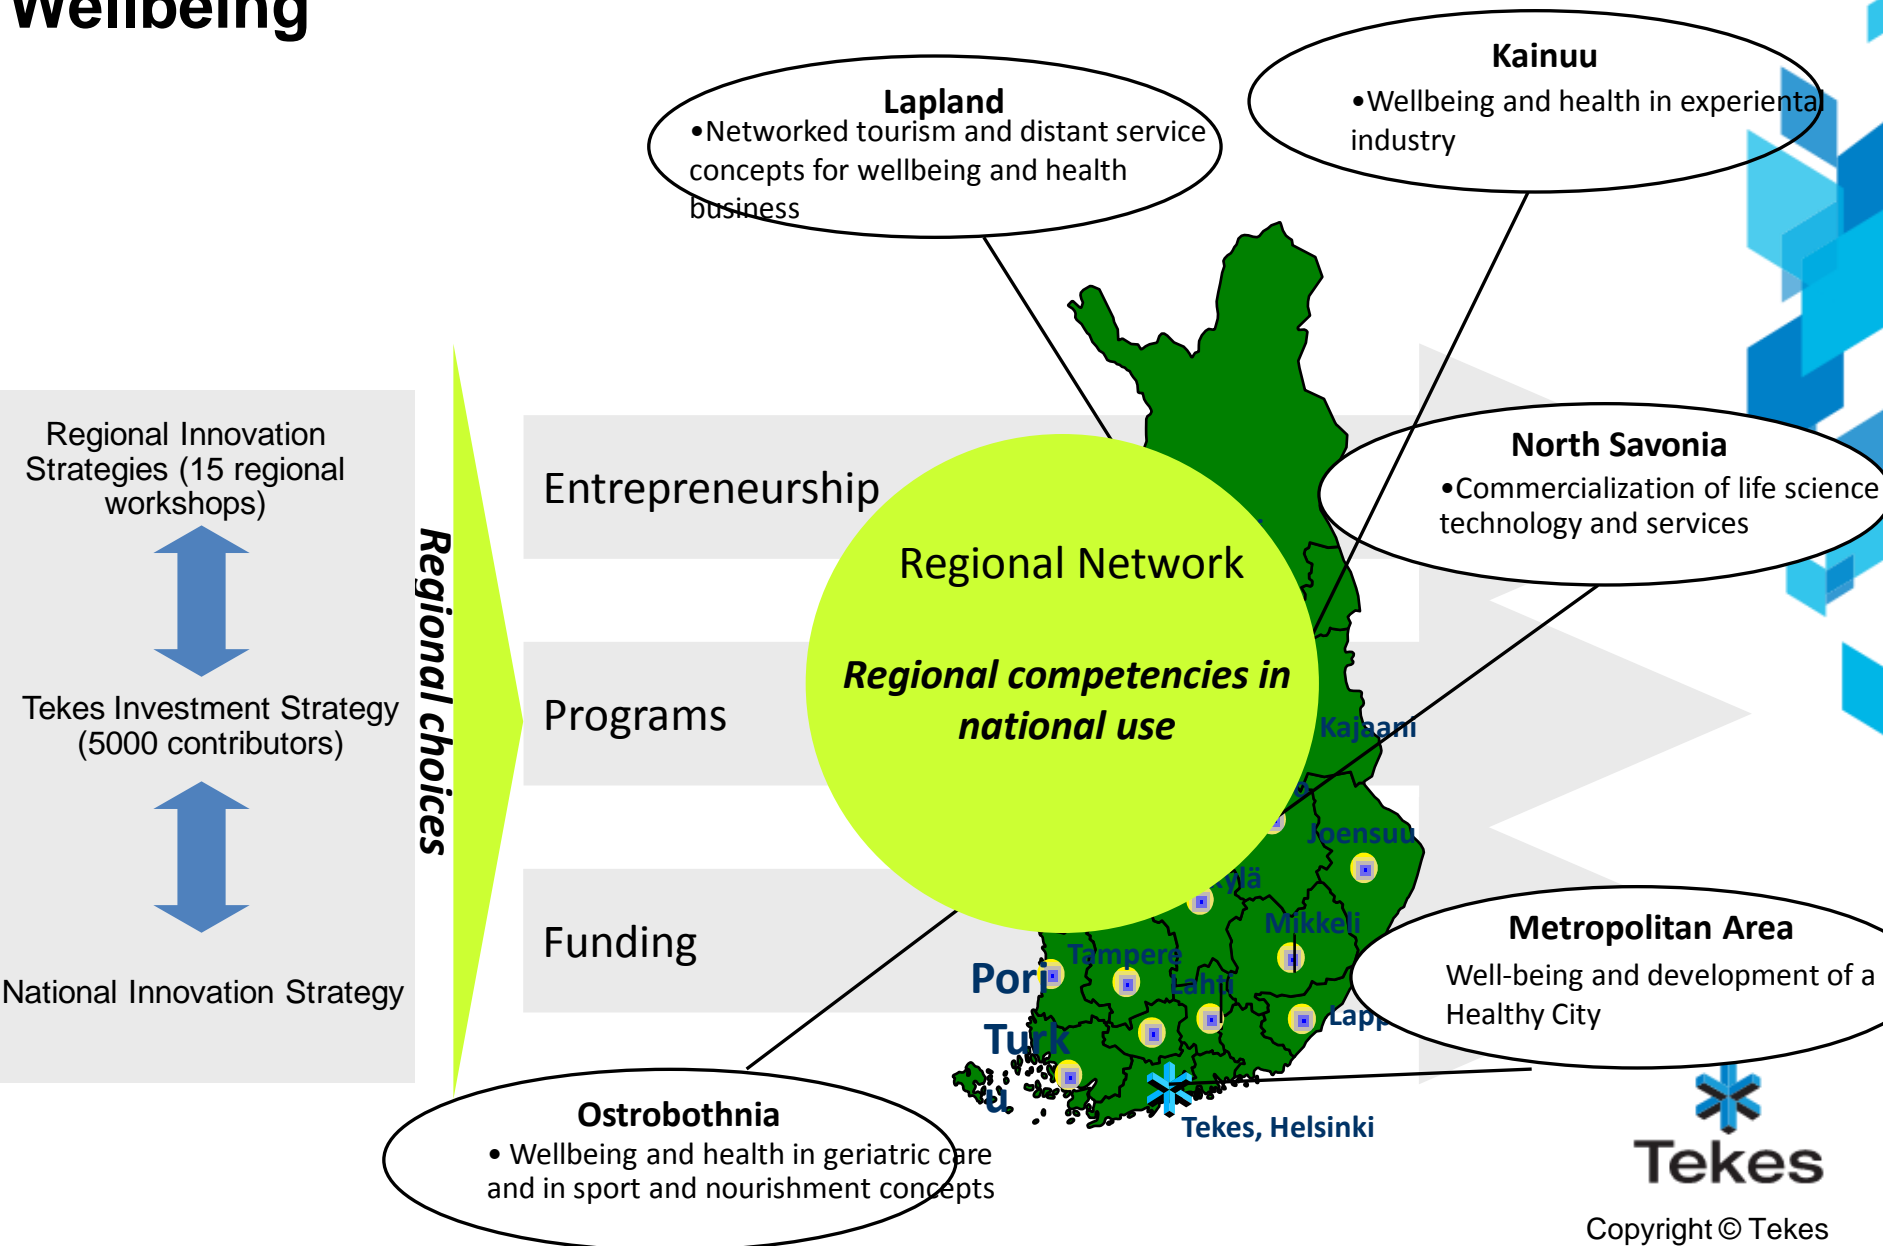 Wellbeing
Kainuu
•Wellbeing and health in experiental
industry
Lapland
•Networked tourism and distant service
concepts for wellbeing and health
business
Regional Innovation
Strategies (15 regional
workshops)
Tekes Investment Strategy
(5000 contributors)
National Innovation Strategy
Regional choices
Entrepreneurship
Programs
Funding
Regional Network
Regional competencies in
national use
North Savonia
•Commercialization of life science
technology and services
Kajaani
Joensuu
kylä
Mikkeli
Tampere
Pori
Lahti
Lapp
Turk
u
Tekes, Helsinki
Metropolitan Area
Well-being and development of a
Healthy City
Ostrobothnia
• Wellbeing and health in geriatric care
and in sport and nourishment concepts
Tekes
Copyright © Tekes